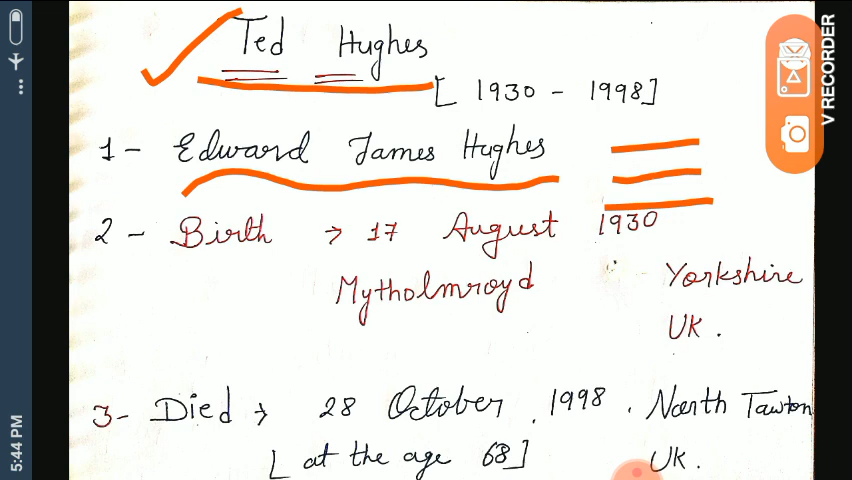 Ted Hughes
[ 1930 - 1998]
1- Edward James Hughes
2 - Birth → 17 August 1930
Mytholmroyd Yorkshire
UK.
3- Died → 28 October . 1998 . North Tawton
[ at the age 68] UK.
V RECORDER
5:44 PM
...